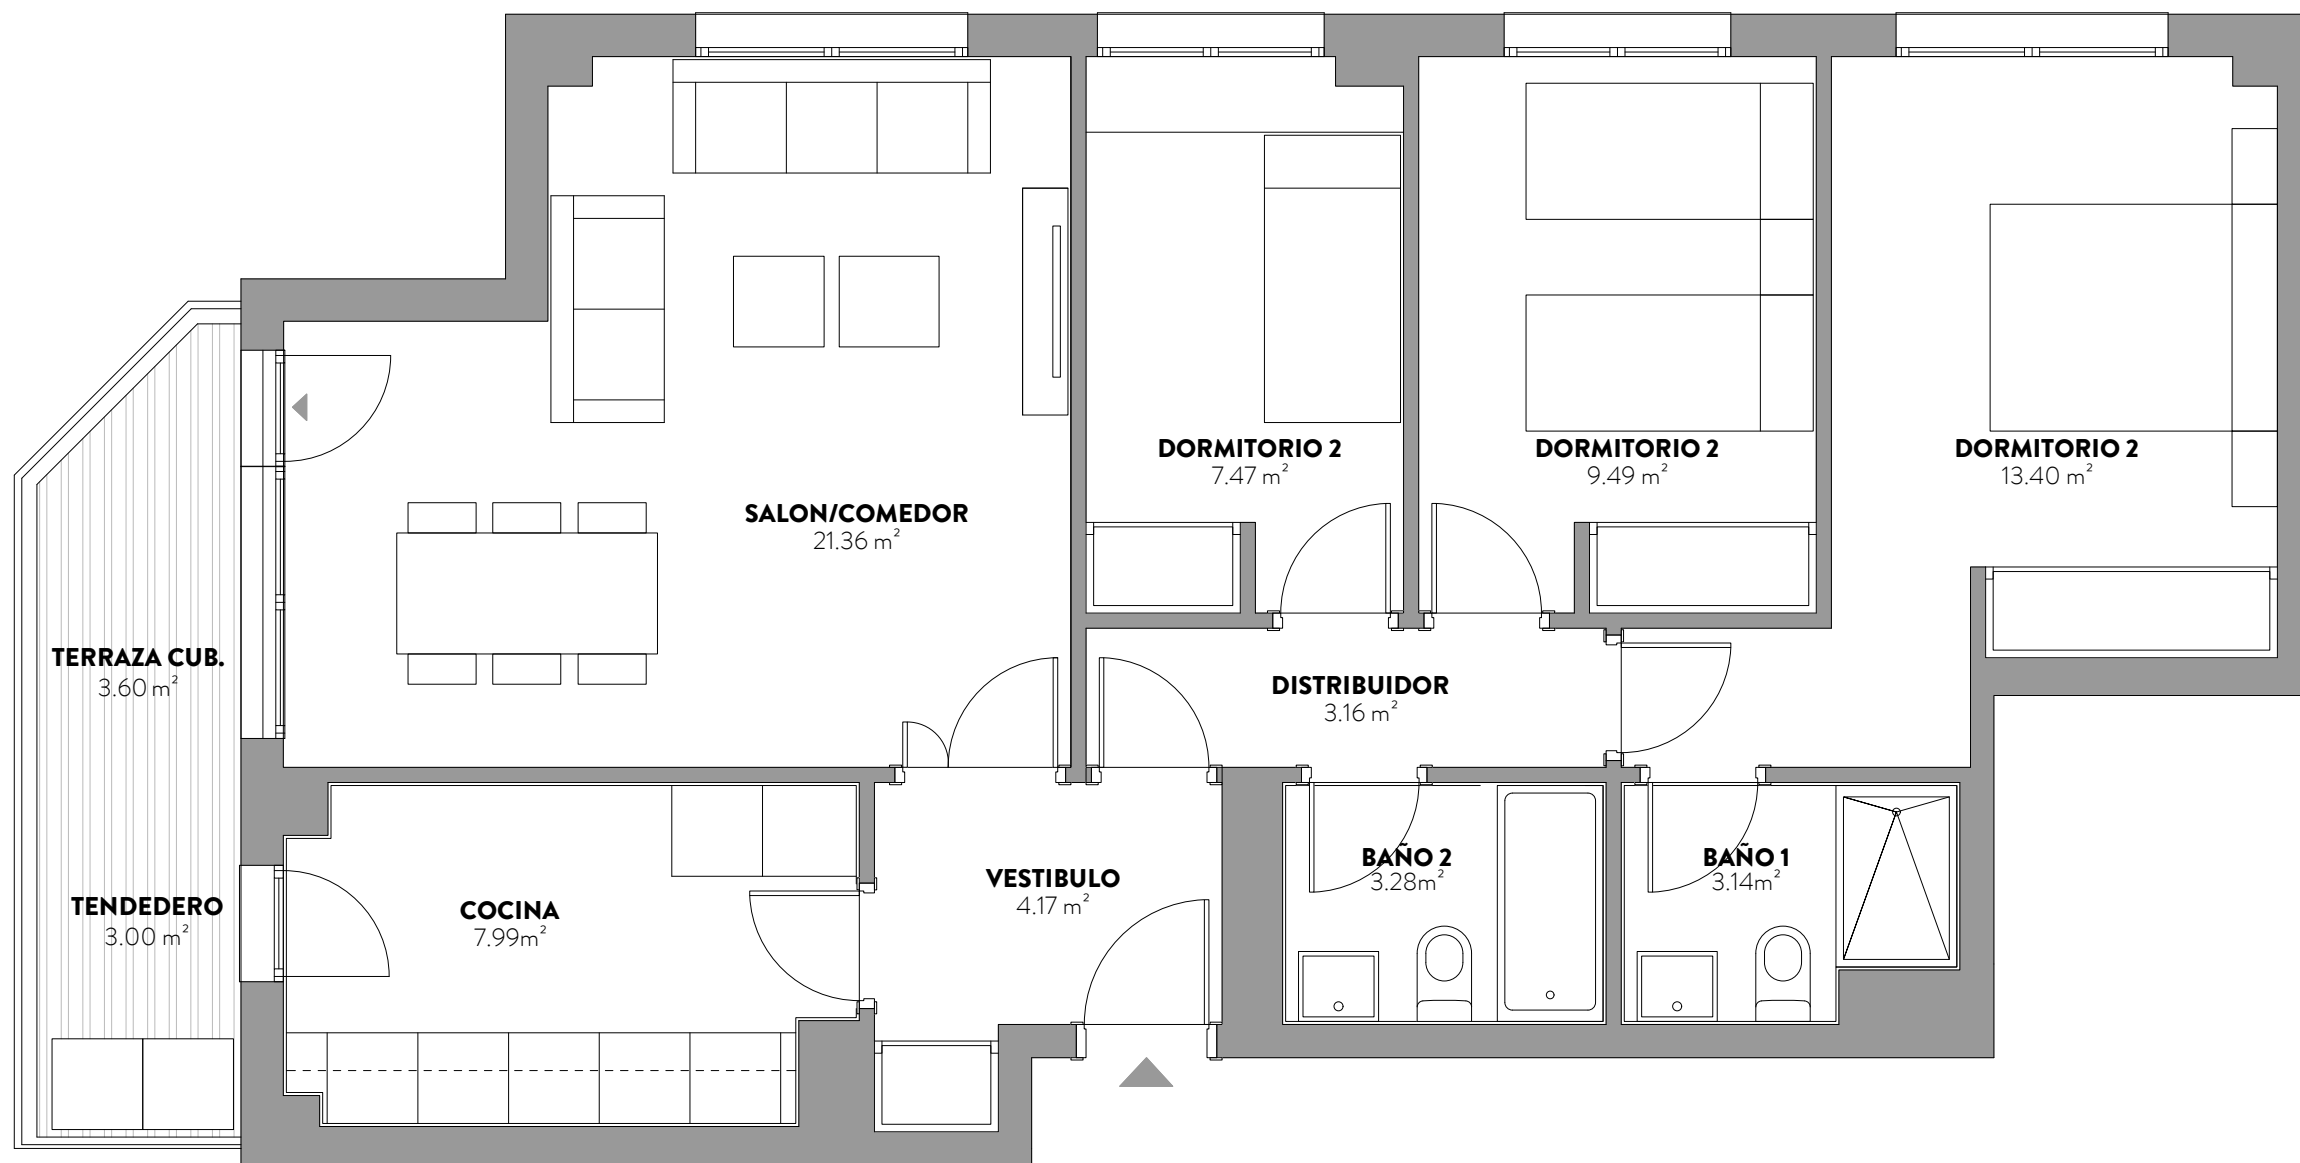 DORMITORIO 2
7.47 m²
DORMITORIO 2
9.49 m²
DORMITORIO 2
13.40 m²
SALON/COMEDOR
21.36 m²
TERRAZA CUB.
3.60 m²
DISTRIBUIDOR
3.16 m²
TENDEDERO
3.00 m²
COCINA
7.99m²
VESTIBULO
4.17 m²
BAÑO 2
3.28m²
BAÑO 1
3.14m²